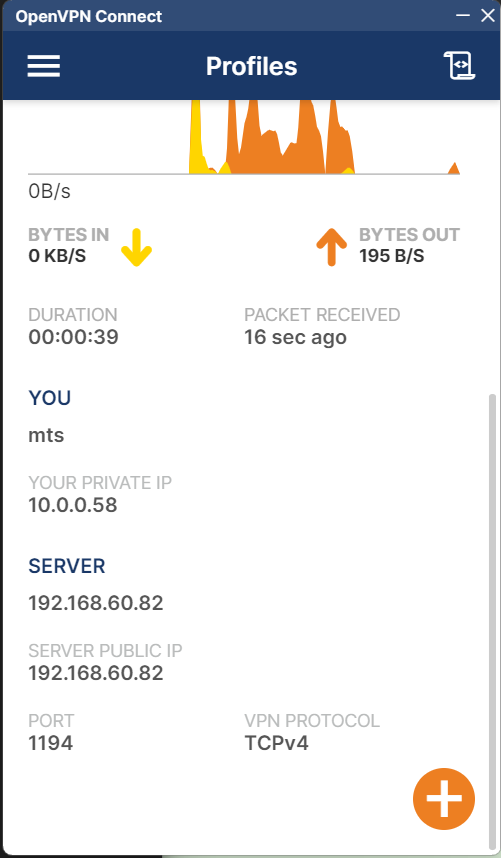 OpenVPN Connect
Profiles
0B/s
BYTES IN
0 KB/S
BYTES OUT
195 B/S
DURATION
00:00:39
PACKET RECEIVED
16 sec ago
YOU
mts
YOUR PRIVATE IP
10.0.0.58
SERVER
192.168.60.82
SERVER PUBLIC IP
192.168.60.82
PORT
1194
VPN PROTOCOL
TCPv4